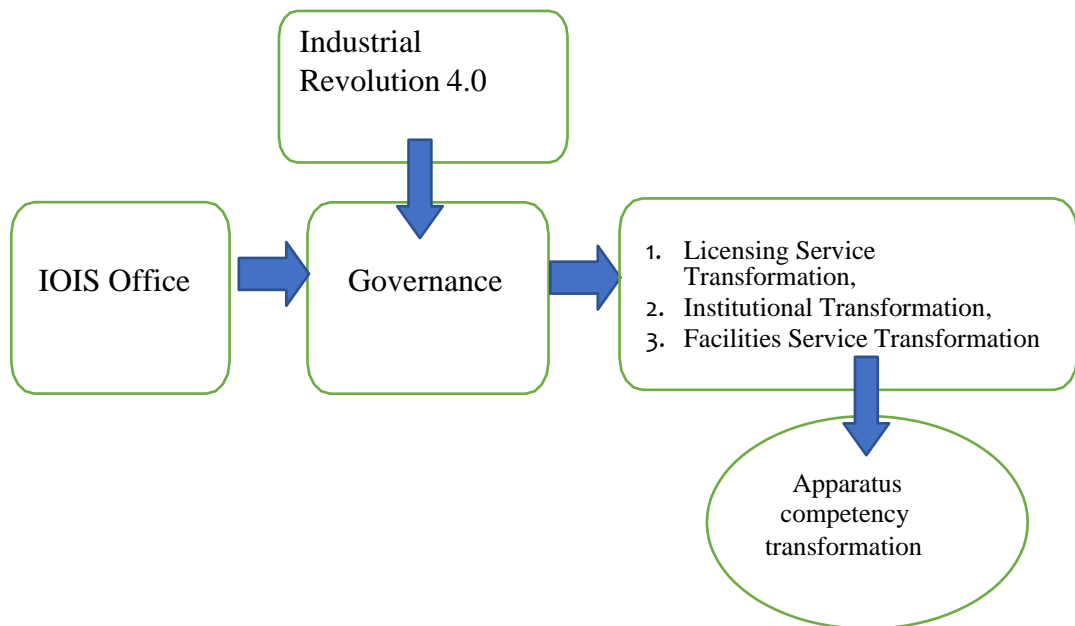 Industrial
Revolution 4.0
IOIS Office
Governance
1. Licensing Service
Transformation,
2. Institutional Transformation,
3. Facilities Service Transformation
Apparatus
competency
transformation